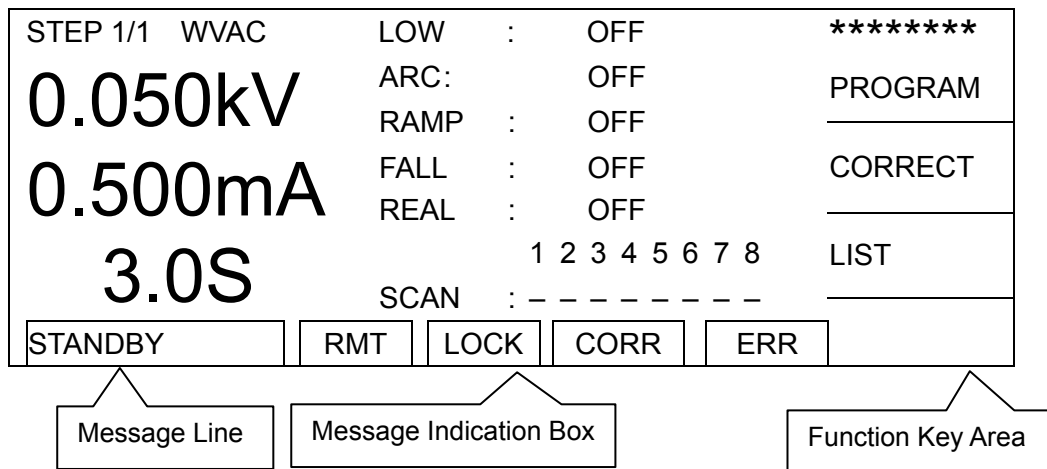 STEP 1/1 WVAC
0.050kV
0.500mA
3.0S
LOW : OFF
ARC: OFF
RAMP : OFF
FALL : OFF
REAL : OFF
1 2 3 4 5 6 7 8
SCAN : – – – – – – – –
********
PROGRAM
CORRECT
LIST
STANDBY
RMT
LOCK
CORR
ERR
Message Line
Message Indication Box
Function Key Area